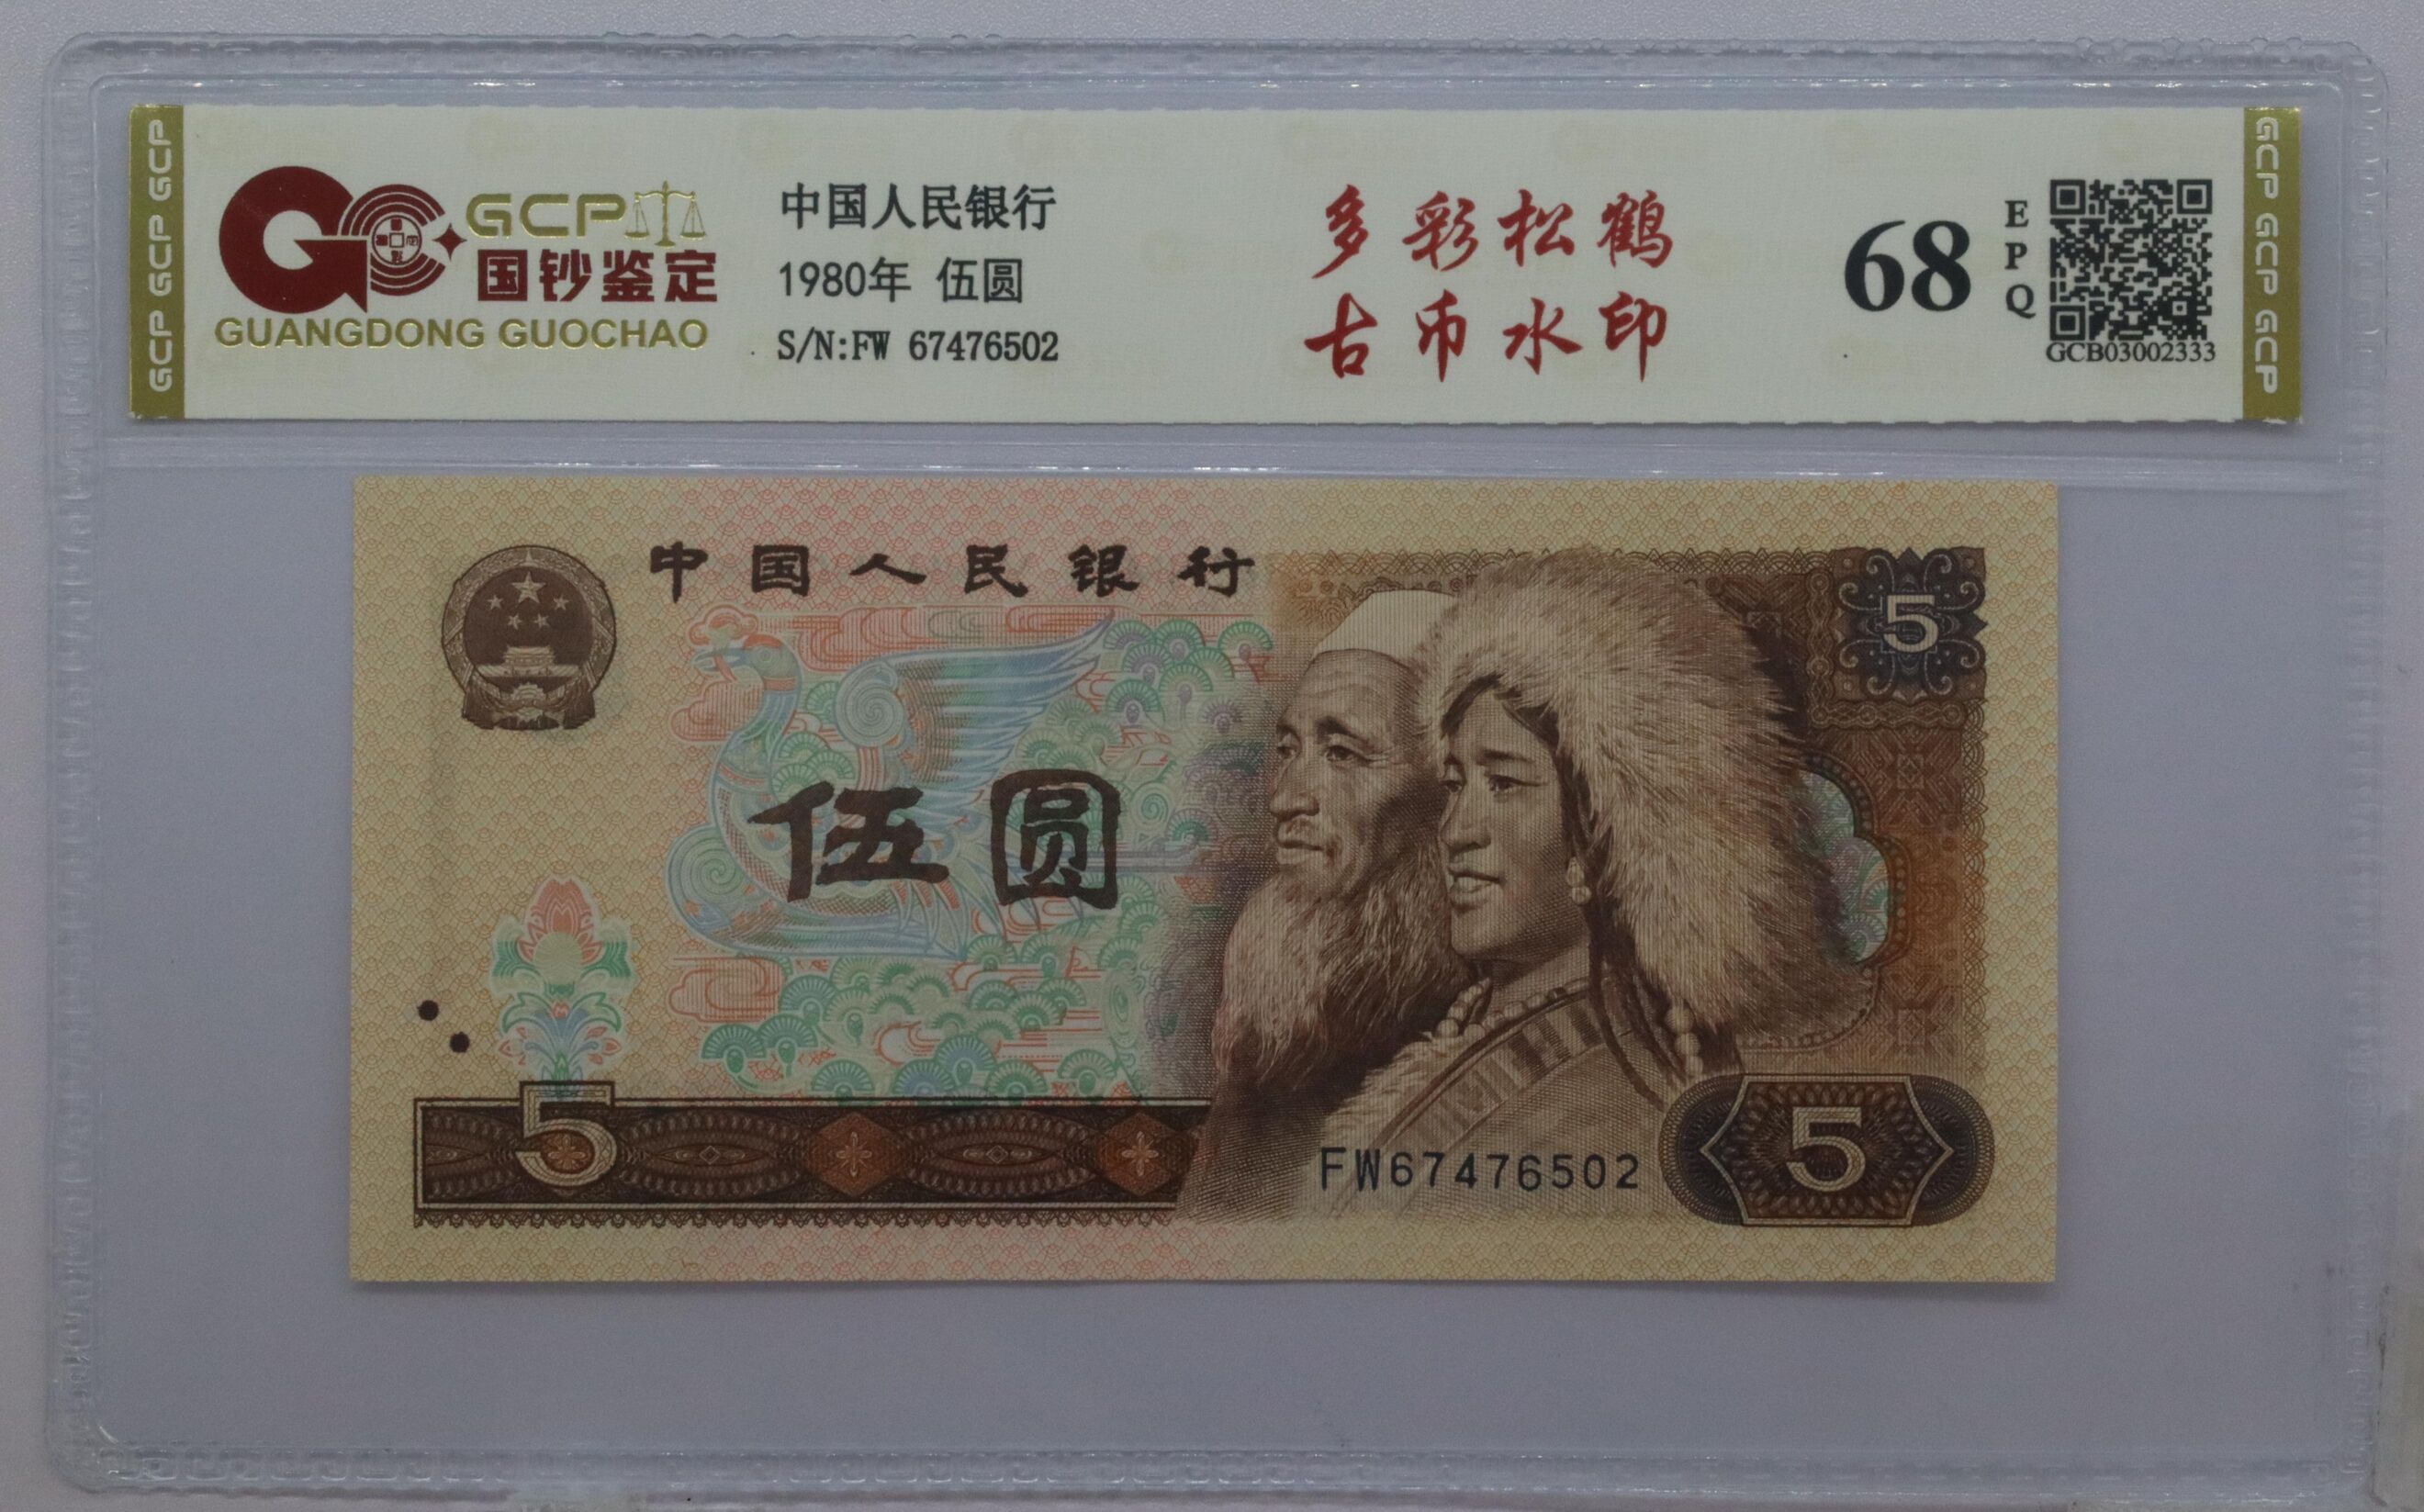 GCP GCP GCP
GCP
国钞鉴定
GUANGDONG GUOCHAO
中国人民银行
1980年 伍圆
S/N:FW 67476502
多彩松鹤
古币水印
68
EPQ
GCB03002333
GCP GCP GCP
中国人民银行
5
伍圆
5
FW67476502
5